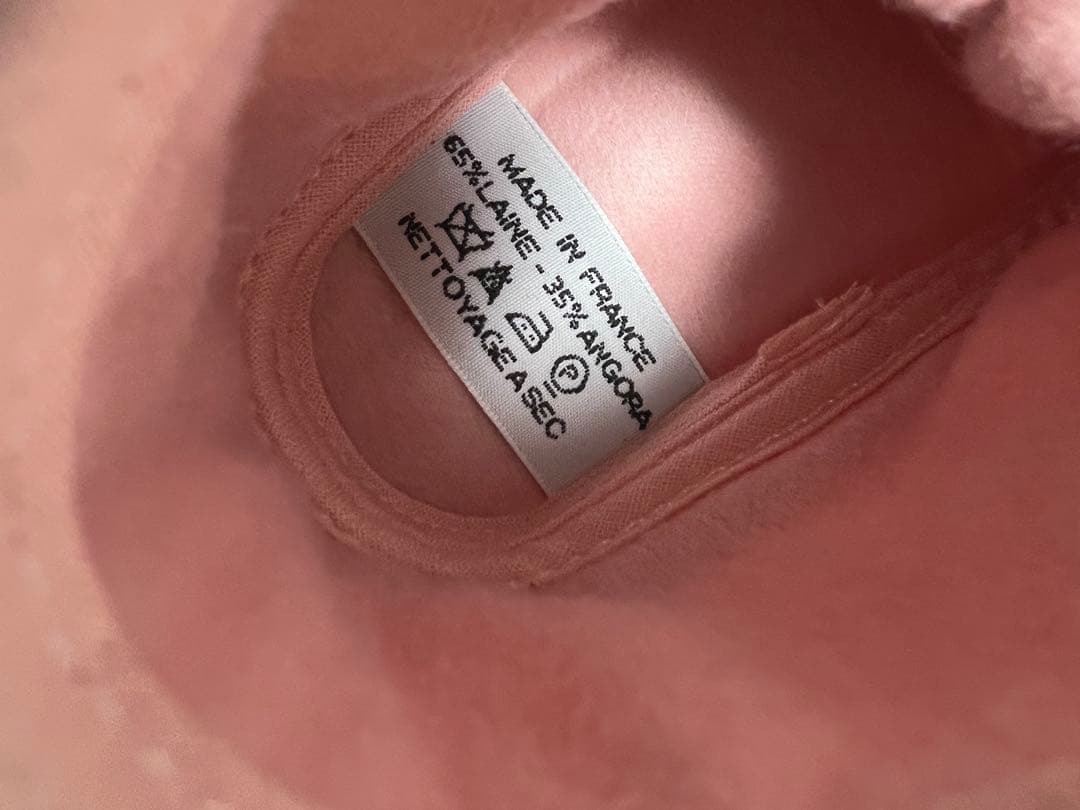 MADE IN FRANCE
65% LAINE - 35% ANGORA
P
NETTOYAGE A SEC